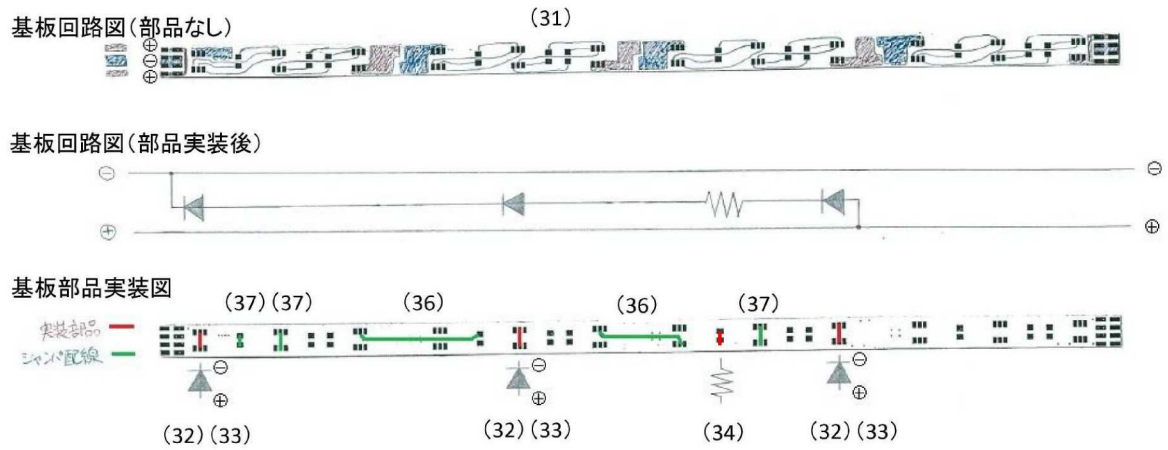 (31)
基板回路図(部品なし)
⊕
⊖
⊕
基板回路図(部品実装後)
⊖ ⊖
⊕ ⊕
基板部品実装図
(37)(37) (36) (36) (37)
実装部品
ジャンパ配線
⊖ ⊖ ⊖
⊕ ⊕ ⊕
(32)(33) (32)(33) (34) (32)(33)